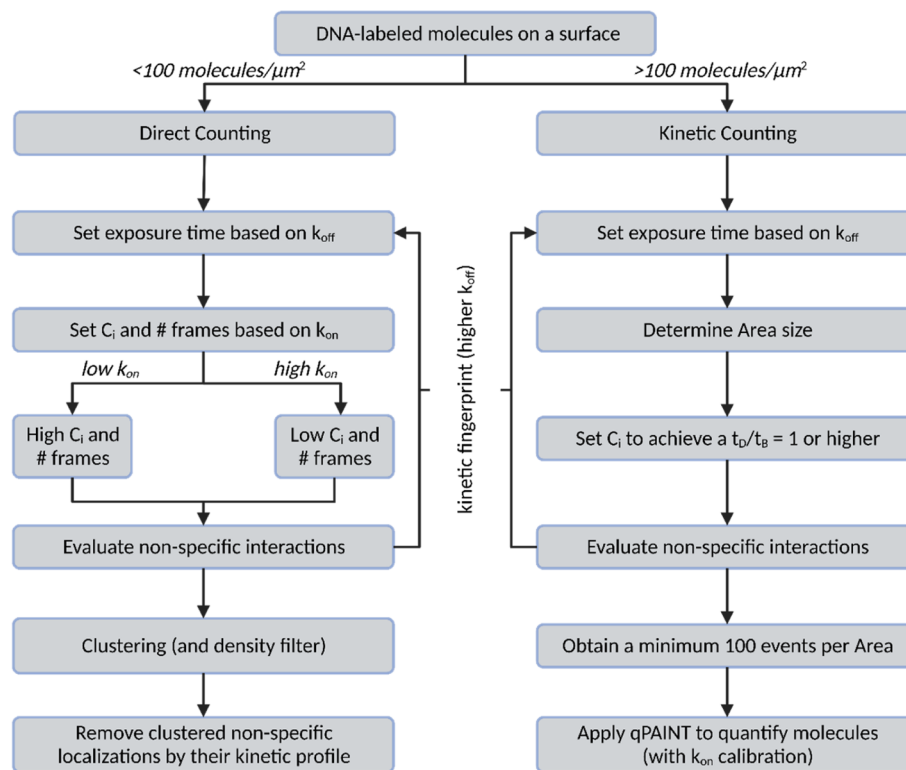 DNA-labeled molecules on a surface
<100 molecules/μm²
>100 molecules/μm²
Direct Counting
Kinetic Counting
Set exposure time based on koff
Set exposure time based on koff
Set Ci and # frames based on kon
Determine Area size
low kon
high kon
High Ci and
# frames
Low Ci and
# frames
Set Ci to achieve a tD/tB = 1 or higher
kinetic fingerprint (higher koff)
Evaluate non-specific interactions
Evaluate non-specific interactions
Clustering (and density filter)
Obtain a minimum 100 events per Area
Remove clustered non-specific
localizations by their kinetic profile
Apply qPAINT to quantify molecules
(with kon calibration)